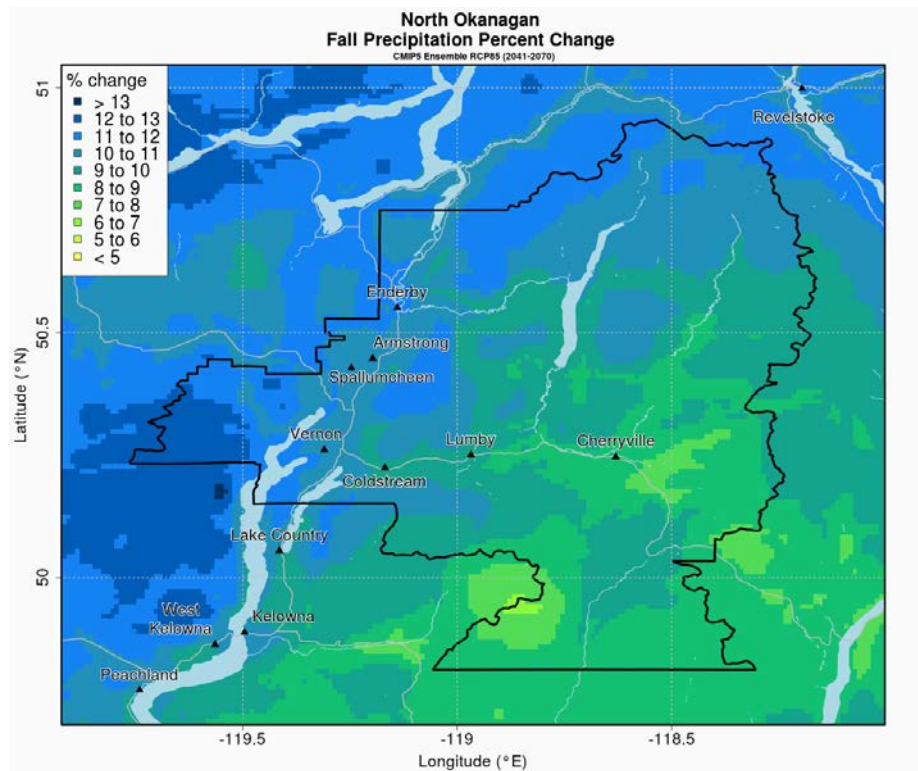 North Okanagan
Fall Precipitation Percent Change
CMIP5 Ensemble RCP85 (2041-2070)
% change
> 13
12 to 13
11 to 12
10 to 11
9 to 10
8 to 9
7 to 8
6 to 7
5 to 6
< 5
51
Revelstoke
Enderby
50.5
Armstrong
Spallumcheen
Vernon
Lumby
Cherryville
Coldstream
Lake Country
50
West
Kelowna
Kelowna
Peachland
-119.5
-119
-118.5
Latitude (°N)
Longitude (°E)